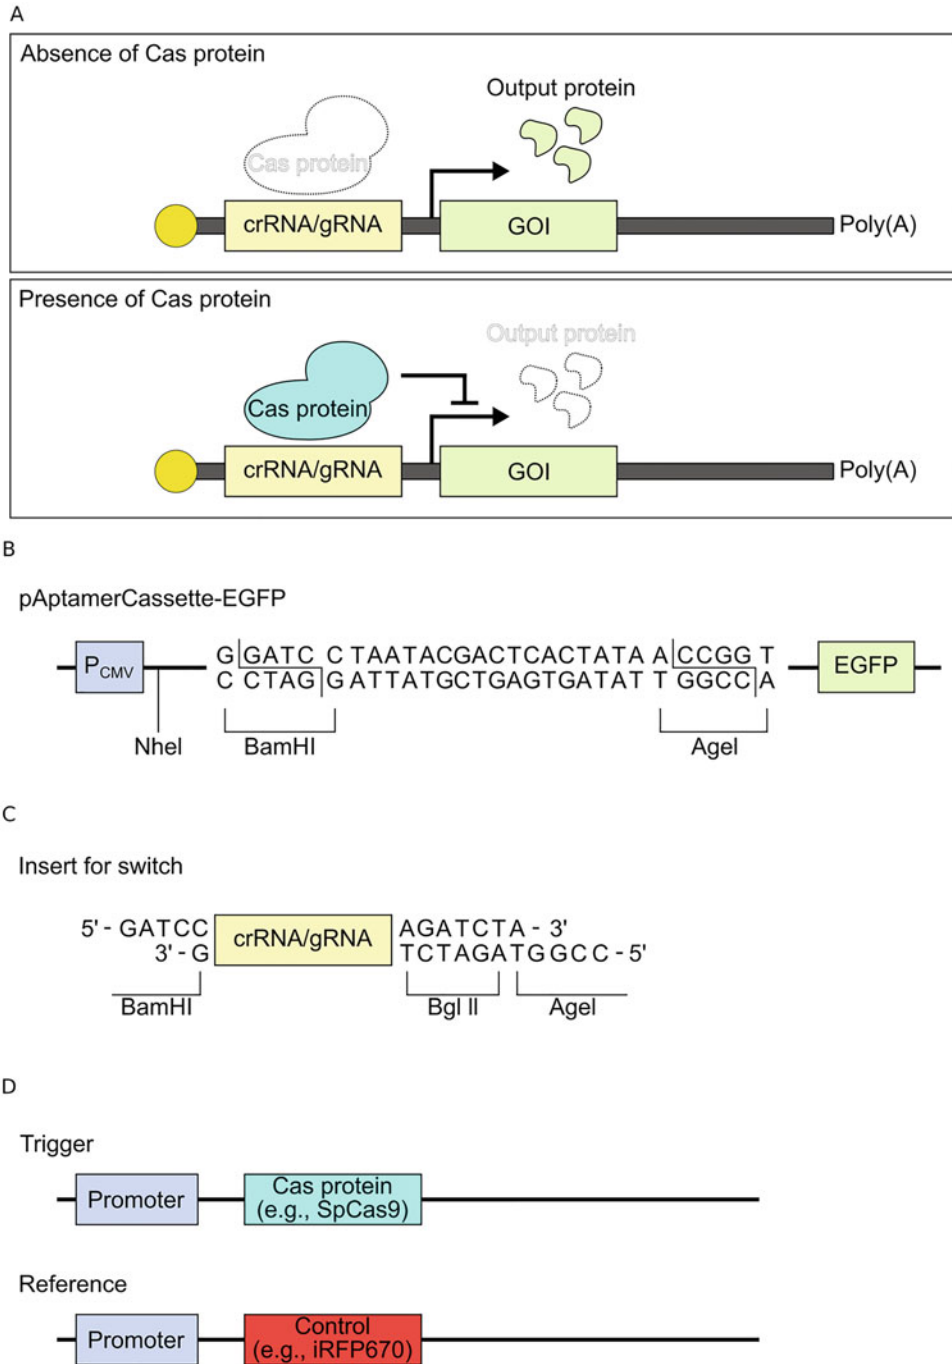 A
Absence of Cas protein
Output protein
Cas protein
crRNA/gRNA
GOI
Poly(A)
Presence of Cas protein
Output protein
Cas protein
crRNA/gRNA
GOI
Poly(A)
B
pAptamerCassette-EGFP
PCMV
G GATC C TAATACGACTCACTATAA CCGG T
C CTAG GATTATGCTGAGTGATATT GGCC A
EGFP
NheI
BamHI
AgeI
C
Insert for switch
5' - GATCC crRNA/gRNA AGATCTA - 3'
3' - G TCTAGATGGCC - 5'
BamHI
Bgl II
AgeI
D
Trigger
Promoter
Cas protein
(e.g., SpCas9)
Reference
Promoter
Control
(e.g., iRFP670)